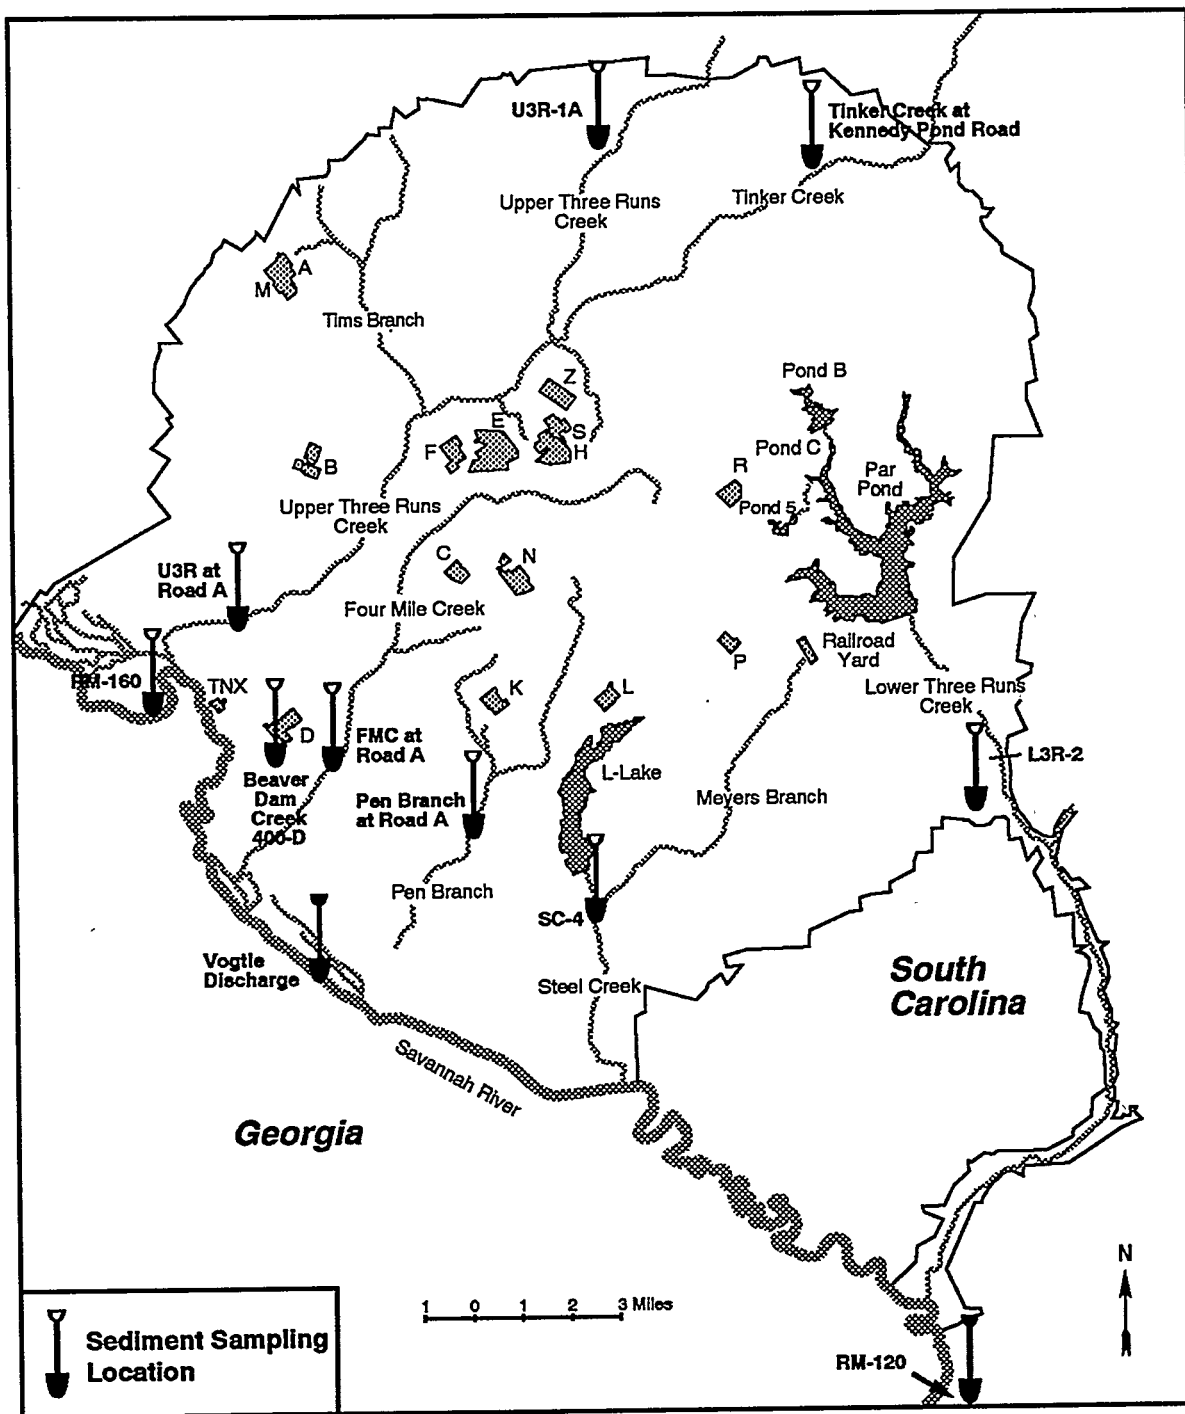 U3R-1A
Tinker Creek at
Kennedy Pond Road
Upper Three Runs
Creek
Tinker Creek
A
M
Tims Branch
Z
Pond B
E
S
F
H
Pond C
B
R
Par
Pond
Pond 5
Upper Three Runs
Creek
C
N
U3R at
Road A
Four Mile Creek
P
Railroad
Yard
RM-160
TNX
K
L
Lower Three Runs
Creek
D
FMC at
Road A
L3R-2
Beaver
Dam
Creek
400-D
L-Lake
Pen Branch
at Road A
Meyers Branch
Pen Branch
SC-4
Vogtle
Discharge
South
Carolina
Steel Creek
Savannah River
Georgia
N
1 0 1 2 3 Miles
Sediment Sampling
Location
RM-120